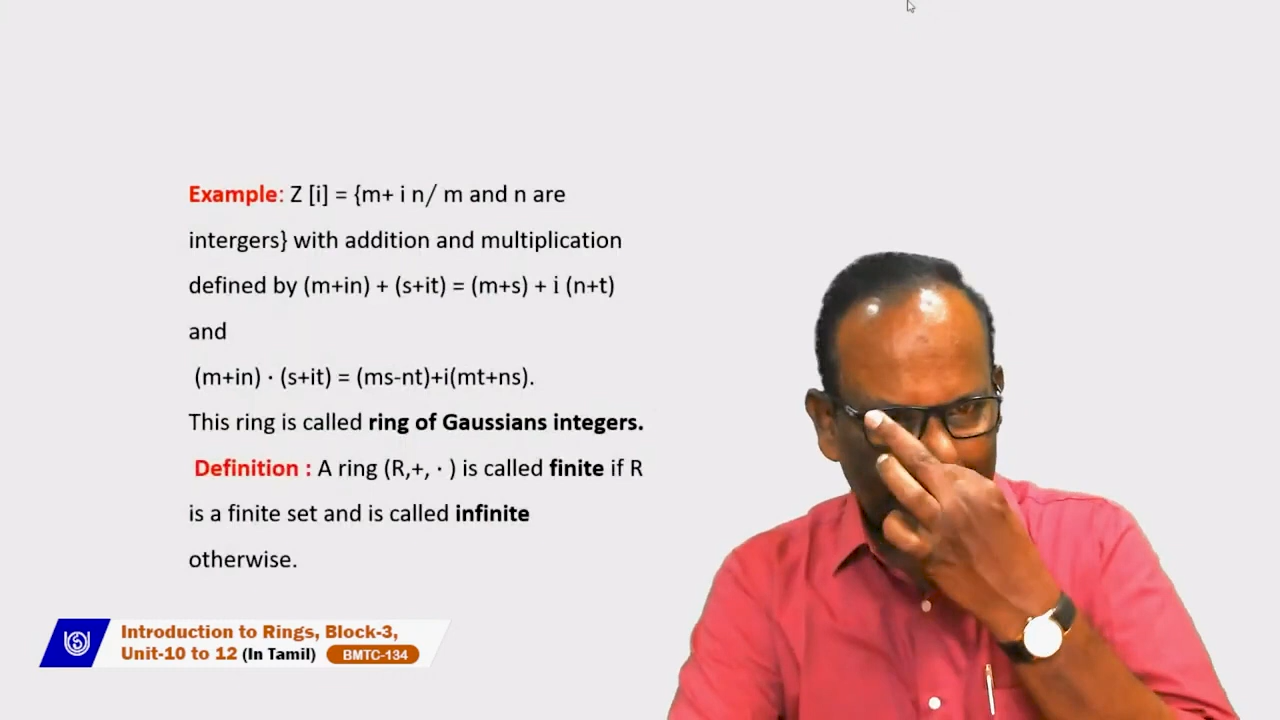 Example: Z [i] = {m+ i n/ m and n are
intergers} with addition and multiplication
defined by (m+in) + (s+it) = (m+s) + i (n+t)
and
(m+in) · (s+it) = (ms-nt)+i(mt+ns).
This ring is called ring of Gaussians integers.
Definition : A ring (R,+, · ) is called finite if R
is a finite set and is called infinite
otherwise.
Introduction to Rings, Block-3,
Unit-10 to 12 (In Tamil) BMTC-134